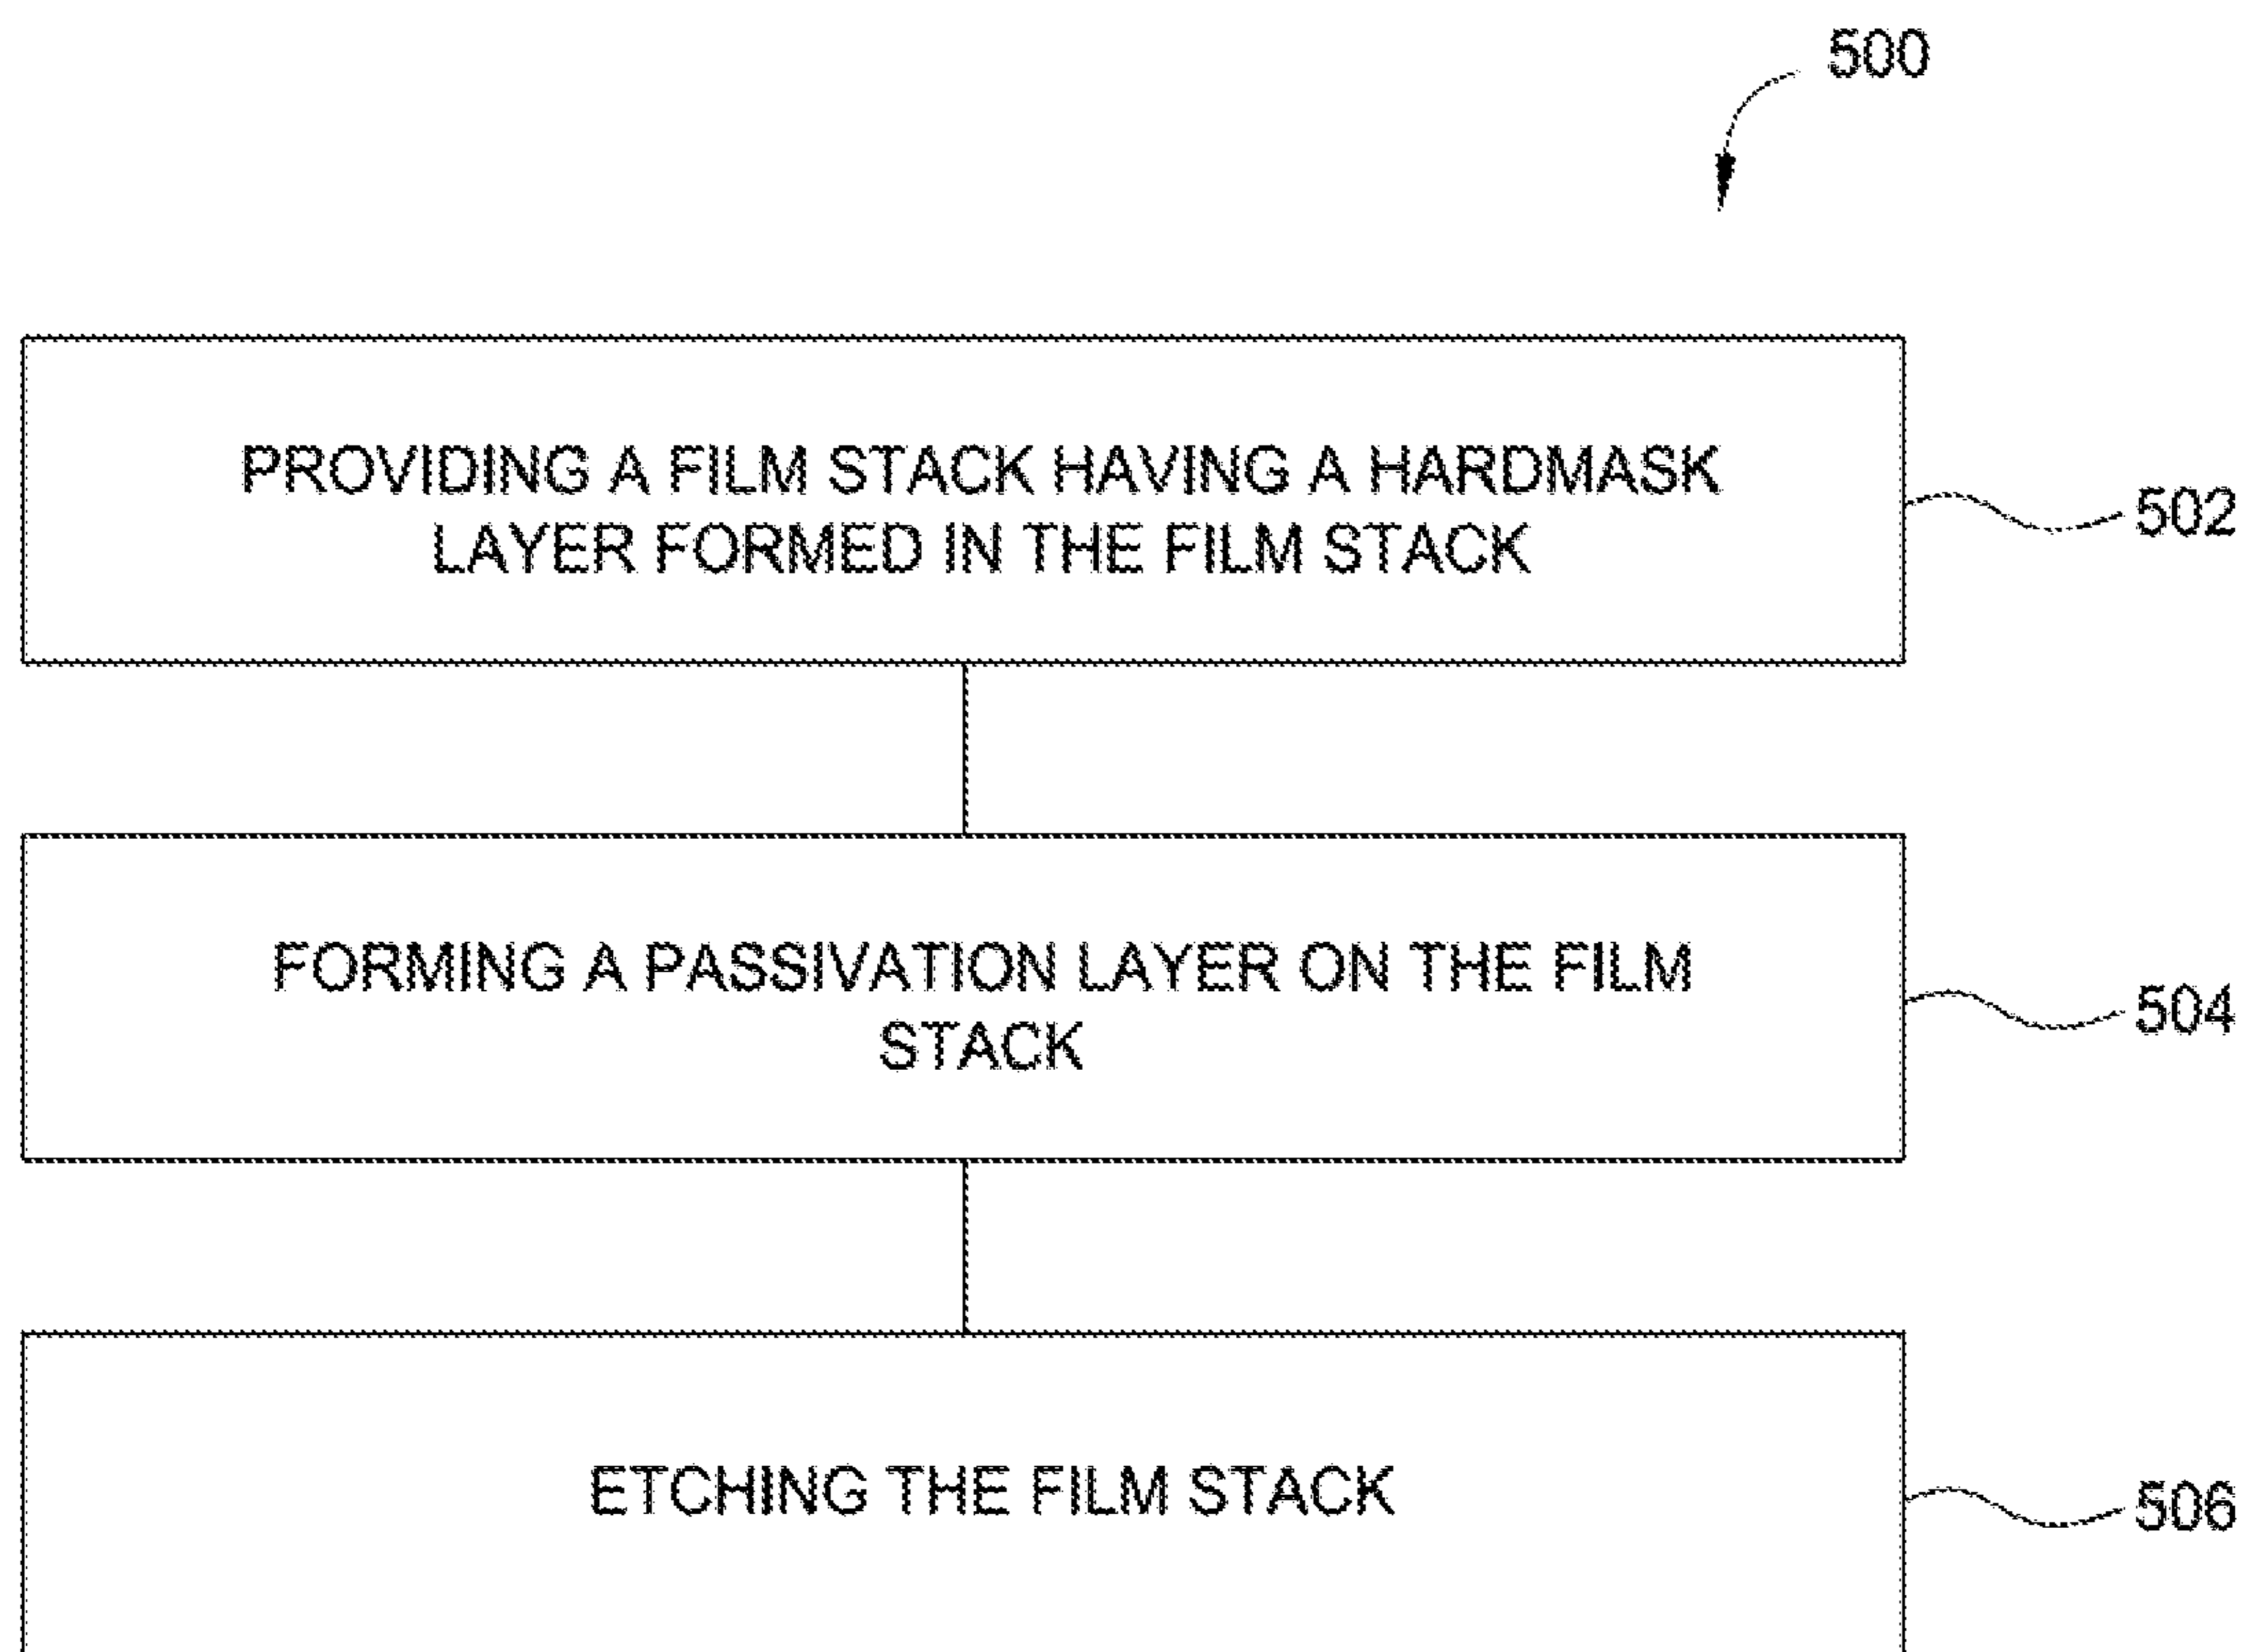 500
PROVIDING A FILM STACK HAVING A HARDMASK
LAYER FORMED IN THE FILM STACK
502
FORMING A PASSIVATION LAYER ON THE FILM
STACK
504
ETCHING THE FILM STACK
506